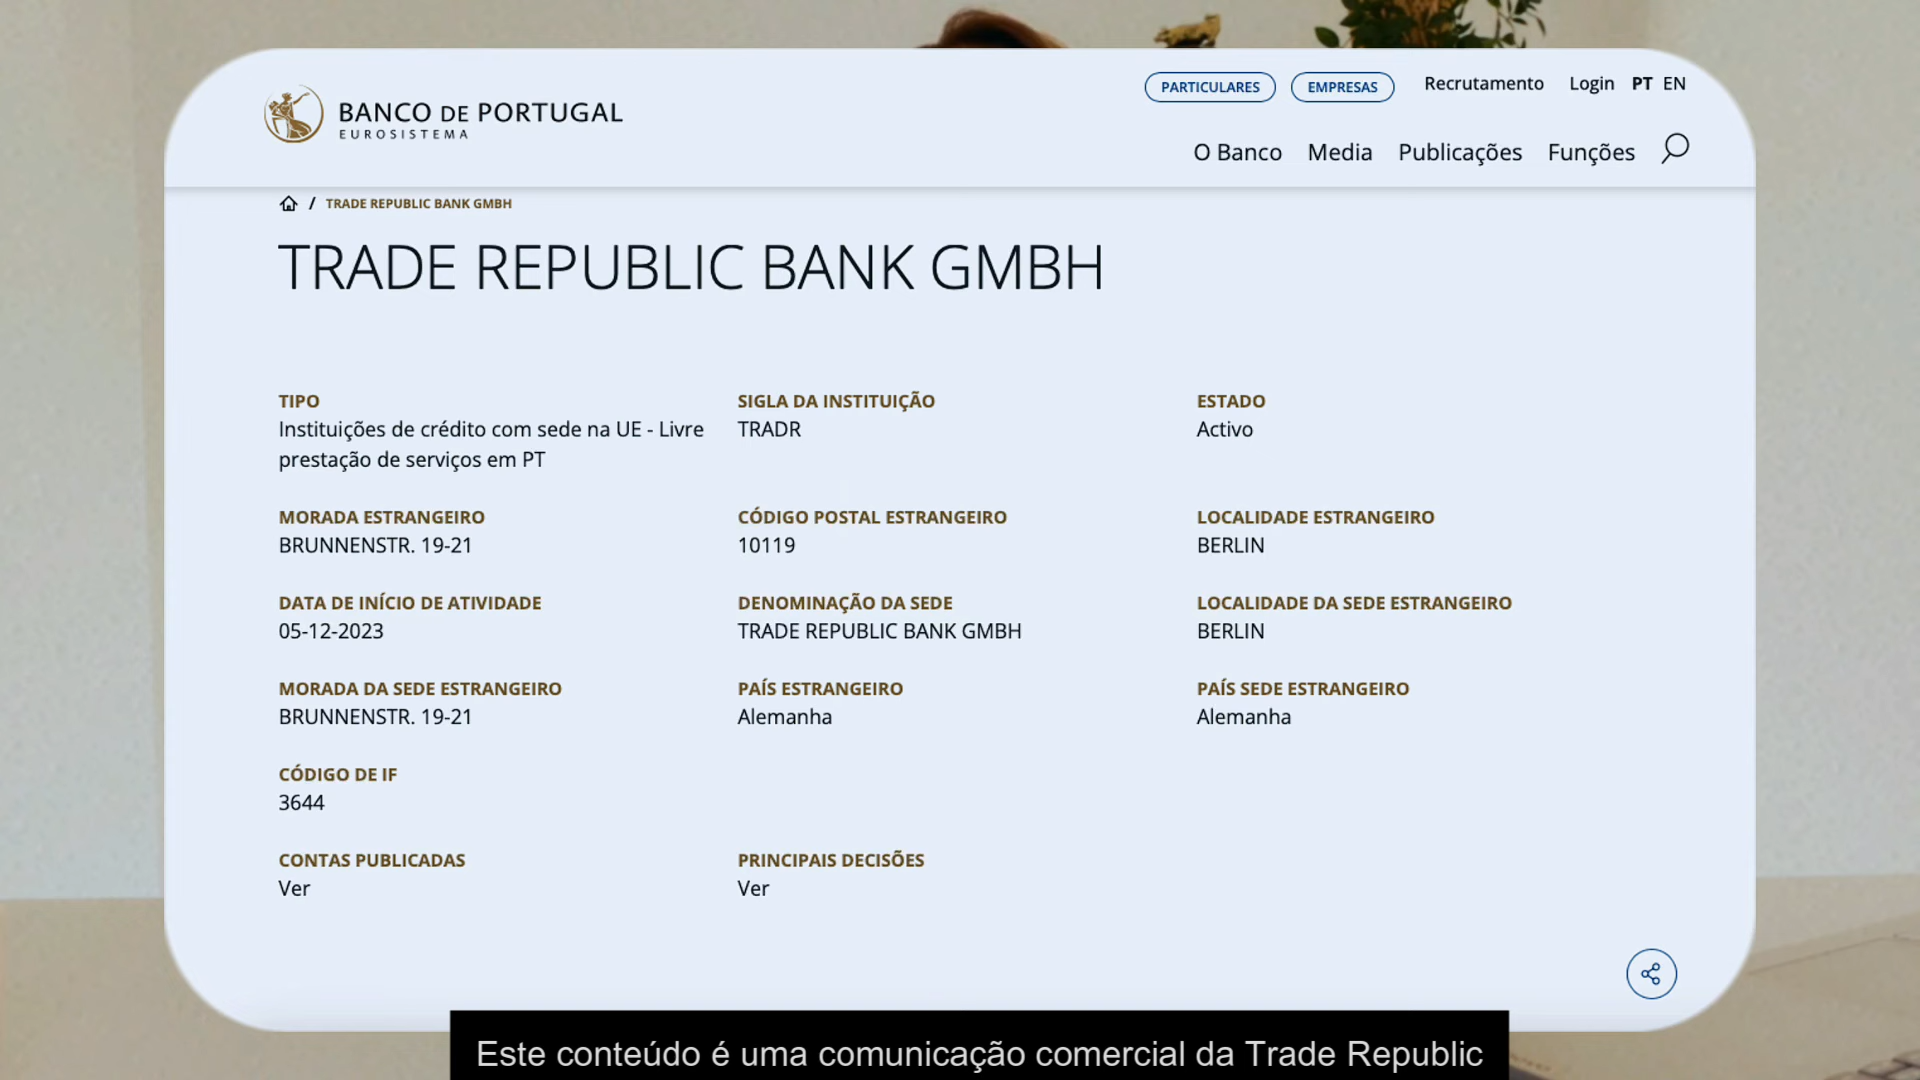 BANCO DE PORTUGAL
EUROSISTEMA
PARTICULARES
EMPRESAS
Recrutamento
Login
PT EN
O Banco
Media
Publicações
Funções
/ TRADE REPUBLIC BANK GMBH
TRADE REPUBLIC BANK GMBH
TIPO
Instituições de crédito com sede na UE - Livre
prestação de serviços em PT
SIGLA DA INSTITUIÇÃO
TRADR
ESTADO
Activo
MORADA ESTRANGEIRO
BRUNNENSTR. 19-21
CÓDIGO POSTAL ESTRANGEIRO
10119
LOCALIDADE ESTRANGEIRO
BERLIN
DATA DE INÍCIO DE ATIVIDADE
05-12-2023
DENOMINAÇÃO DA SEDE
TRADE REPUBLIC BANK GMBH
LOCALIDADE DA SEDE ESTRANGEIRO
BERLIN
MORADA DA SEDE ESTRANGEIRO
BRUNNENSTR. 19-21
PAÍS ESTRANGEIRO
Alemanha
PAÍS SEDE ESTRANGEIRO
Alemanha
CÓDIGO DE IF
3644
CONTAS PUBLICADAS
Ver
PRINCIPAIS DECISÕES
Ver
Este conteúdo é uma comunicação comercial da Trade Republic